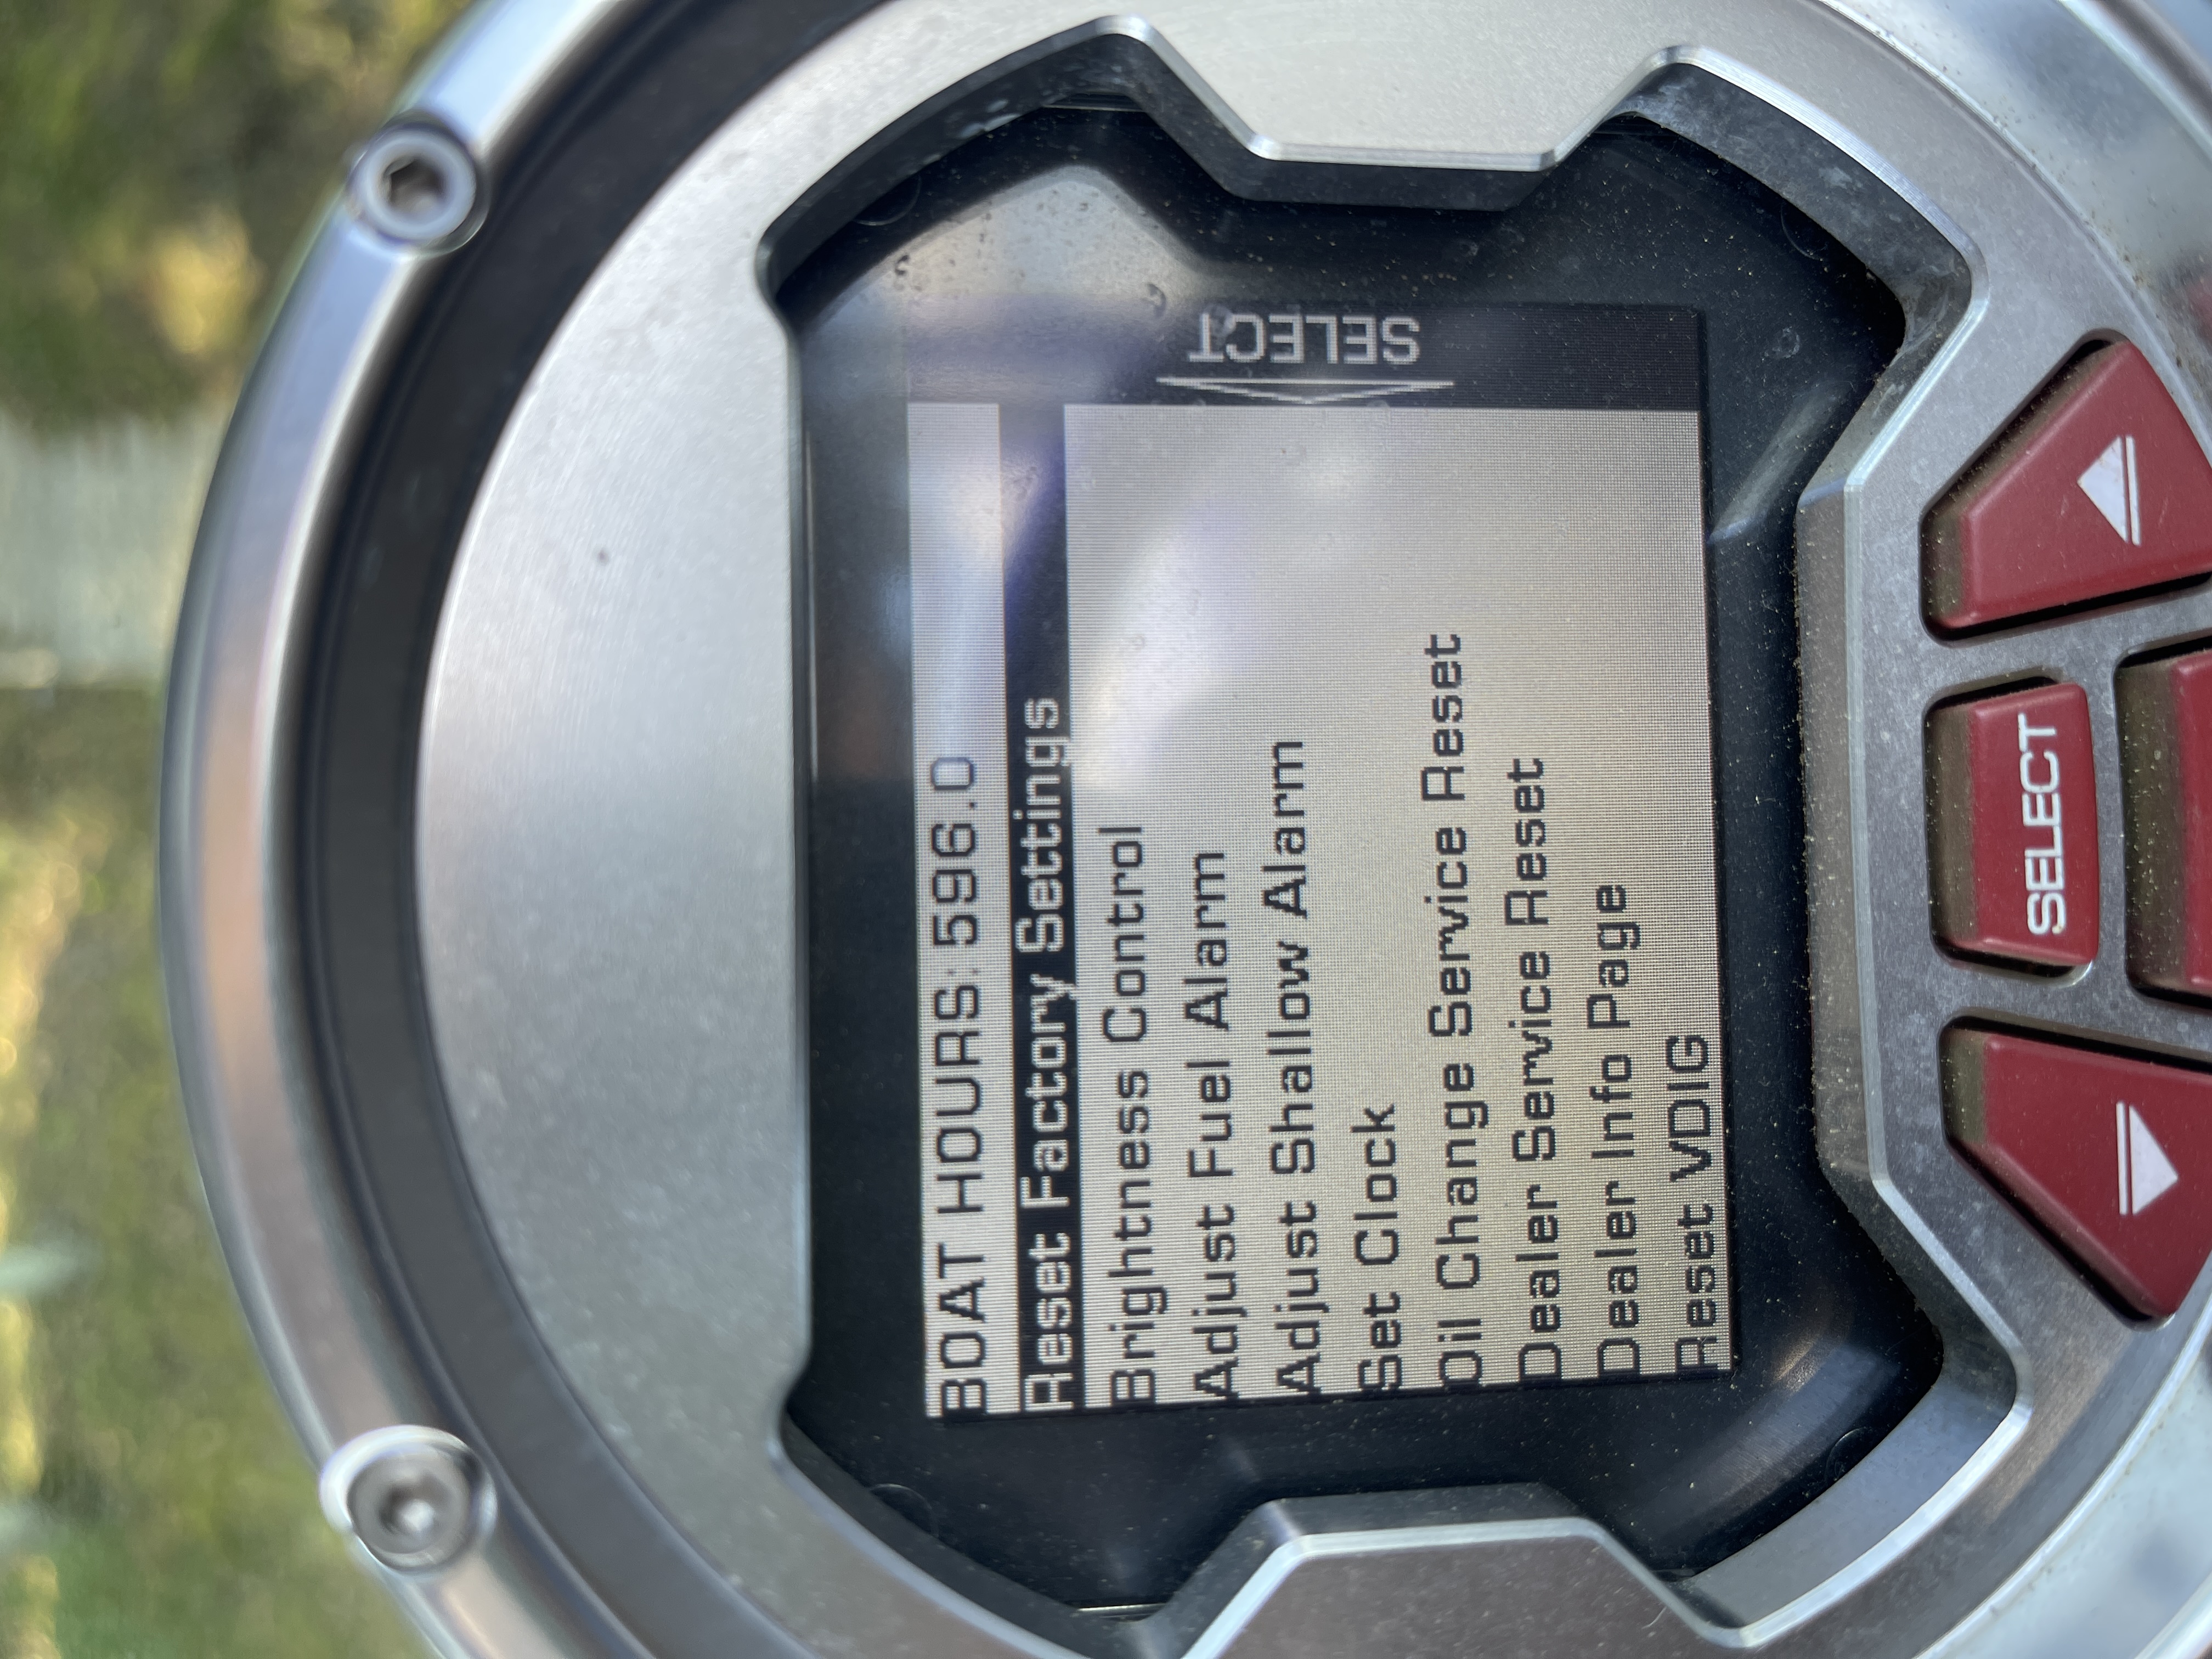 BOAT HOURS: 596.0
Reset Factory Settings
Brightness Control
Adjust Fuel Alarm
Adjust Shallow Alarm
Set Clock
Oil Change Service Reset
Dealer Service Reset
Dealer Info Page
Reset VDIG
SELECT
SELECT